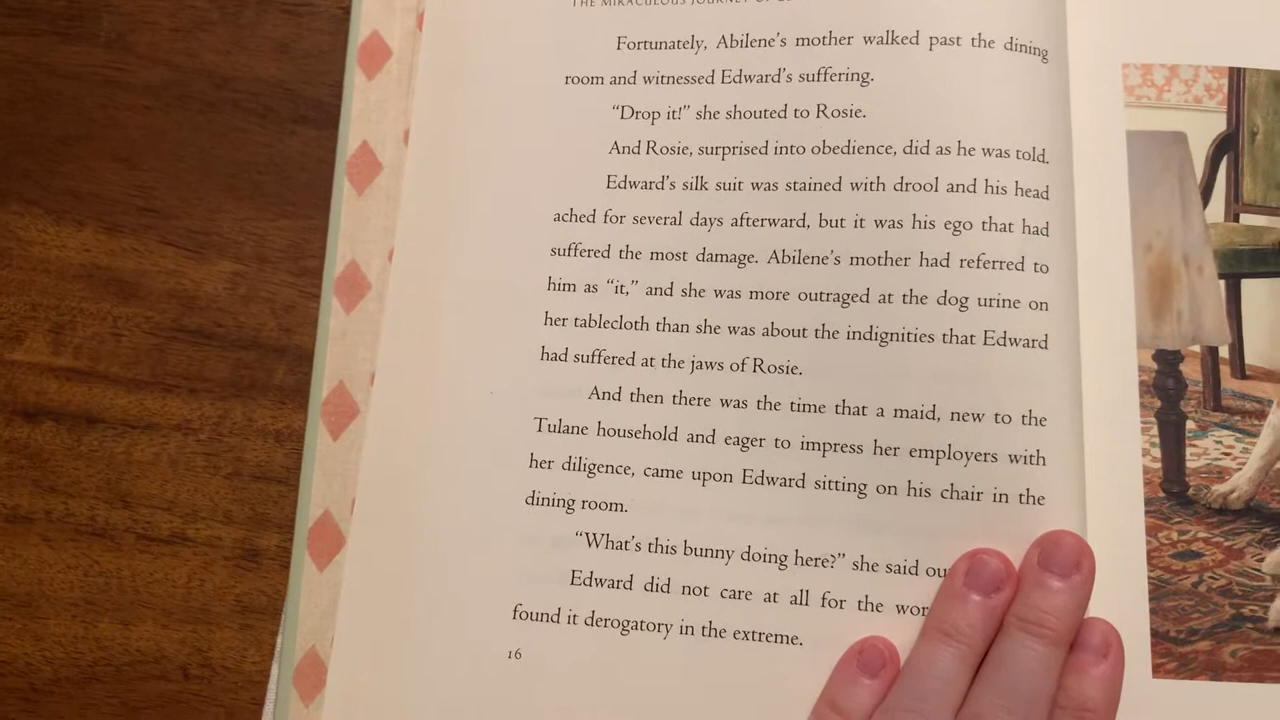 THE MIRACULOUS JOURNEY OF
Fortunately, Abilene's mother walked past the dining
room and witnessed Edward's suffering.
“Drop it!” she shouted to Rosie.
And Rosie, surprised into obedience, did as he was told.
Edward's silk suit was stained with drool and his head
ached for several days afterward, but it was his ego that had
suffered the most damage. Abilene's mother had referred to
him as “it,” and she was more outraged at the dog urine on
her tablecloth than she was about the indignities that Edward
had suffered at the jaws of Rosie.
And then there was the time that a maid, new to the
Tulane household and eager to impress her employers with
her diligence, came upon Edward sitting on his chair in the
dining room.
“What's this bunny doing here?” she said
Edward did not care at all for the
found it derogatory in the extreme.
16